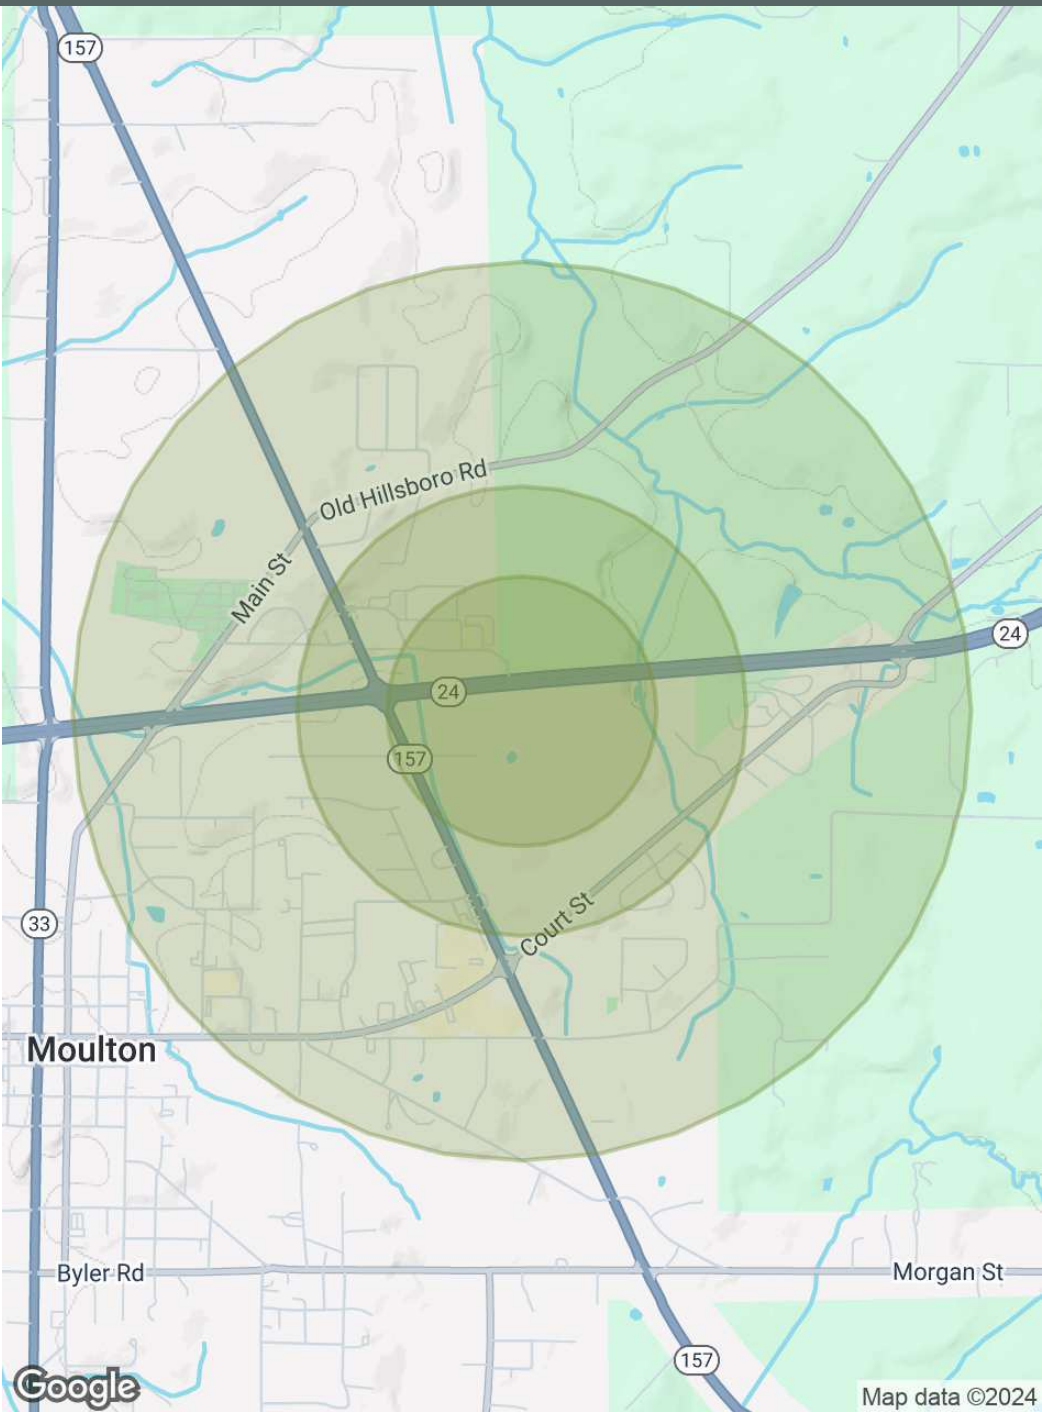 157
Old Hillsboro Rd
Main St
24
24
157
33
Court St
Moulton
Byler Rd
Morgan St
157
Google
Map data ©2024